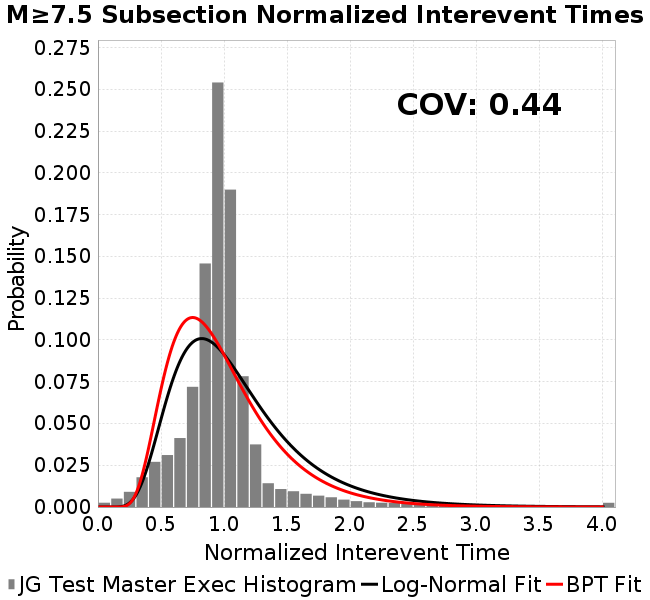 M≥7.5 Subsection Normalized Interevent Times
0.275
0.250
0.225
0.200
0.175
0.150
0.125
0.100
0.075
0.050
0.025
0.000
Probability
COV: 0.44
0.0 0.5 1.0 1.5 2.0 2.5 3.0 3.5 4.0
Normalized Interevent Time
JG Test Master Exec Histogram Log-Normal Fit BPT Fit